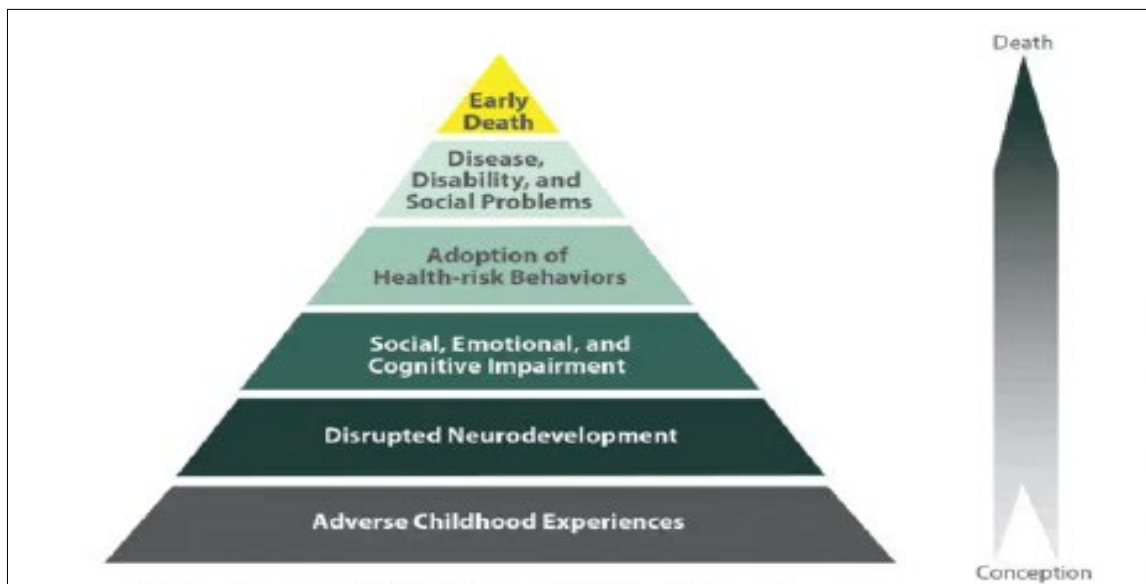 Death
Early
Death
Disease,
Disability, and
Social Problems
Adoption of
Health-risk Behaviors
Social, Emotional, and
Cognitive Impairment
Disrupted Neurodevelopment
Adverse Childhood Experiences
Conception